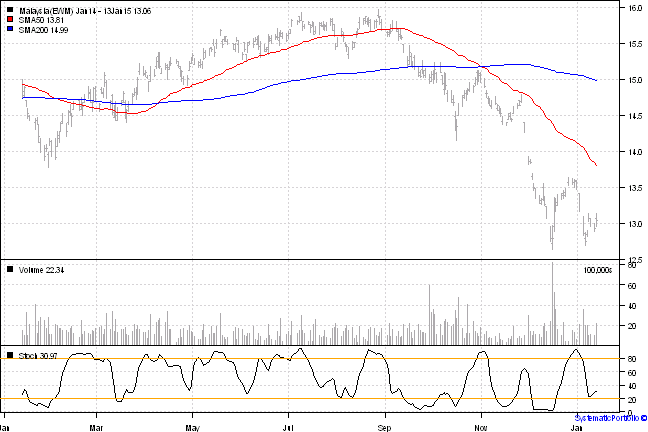 Malaysia(EWM) Jan14 - 13Jan15 13.06
SMA50 13.81
SMA200 14.99
16.0
15.5
15.0
14.5
14.0
13.5
13.0
12.5
Volume 22.34
100,000s
80
60
40
20
Stoch 30.97
80
60
40
20
0
Jan Mar May Jul Sep Nov Jan
SystematicPortfolio ©